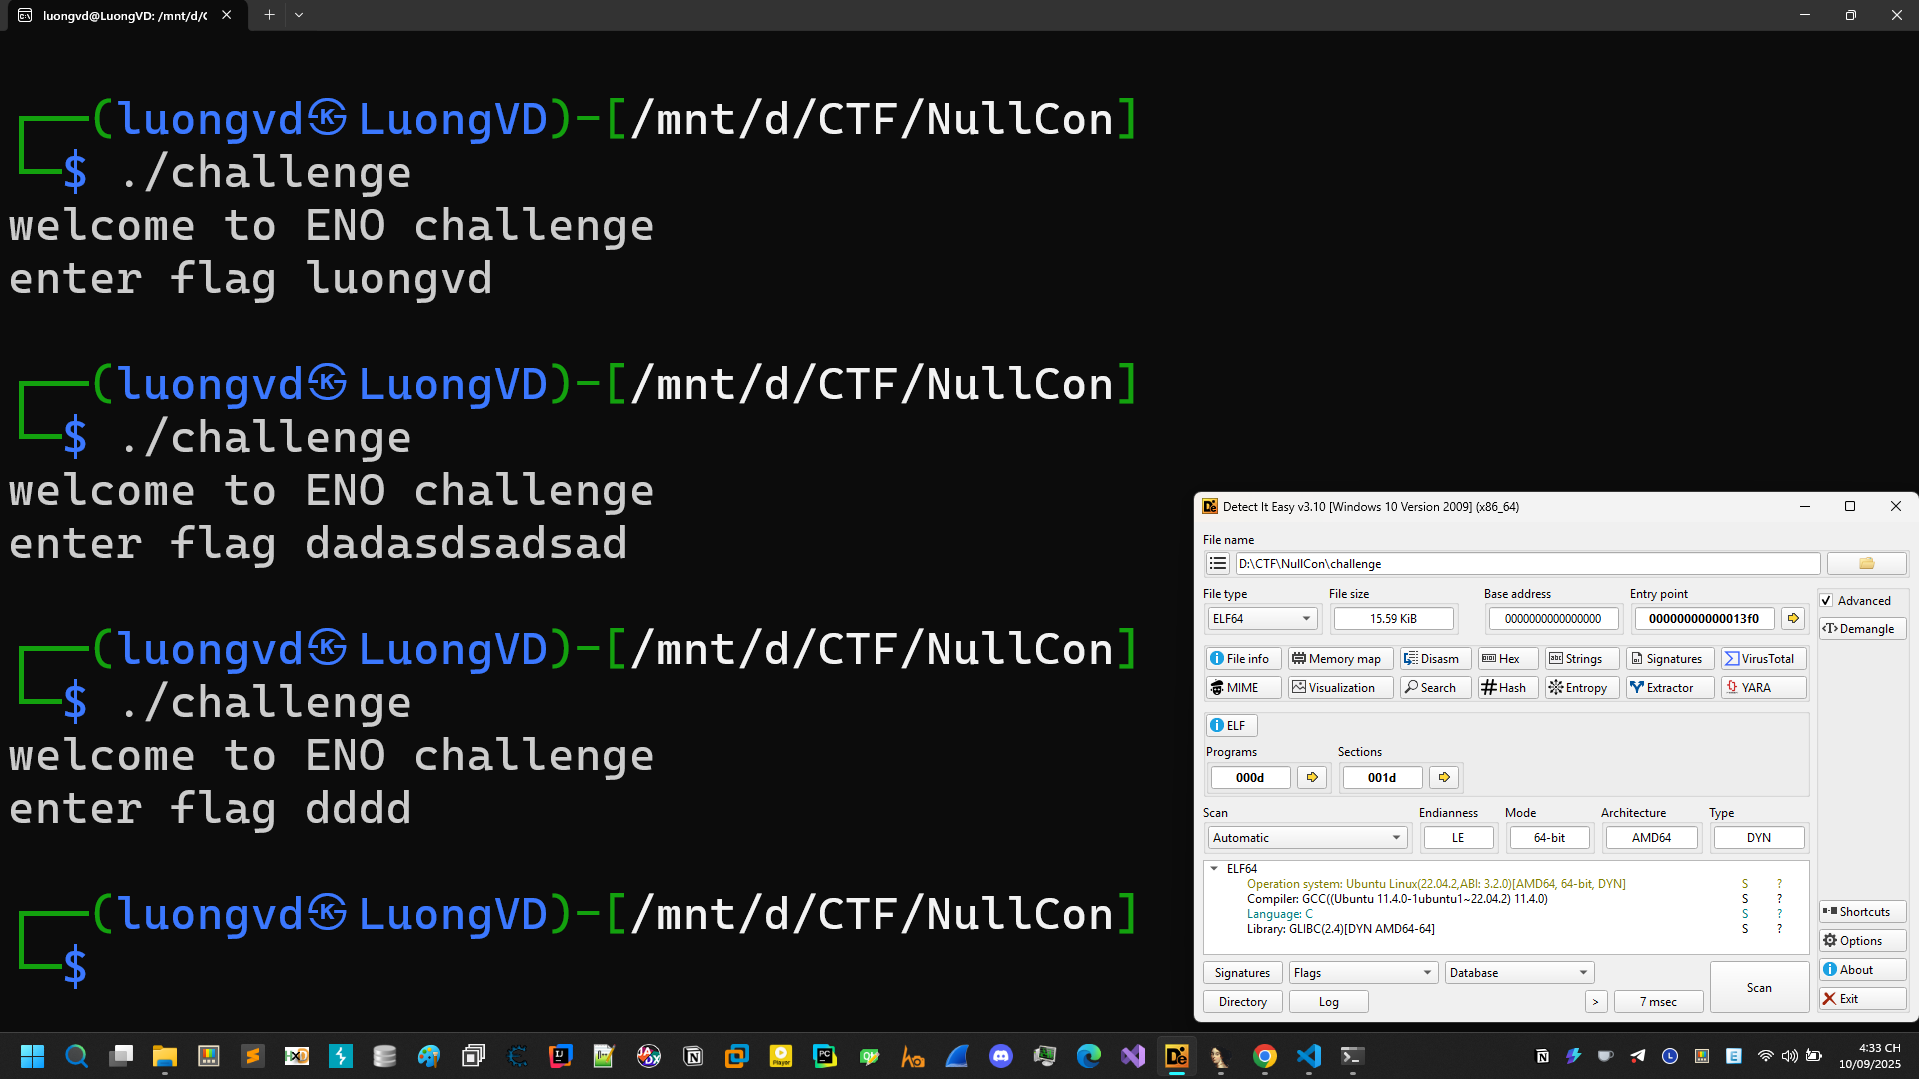 luongvd@LuongVD: /mnt/d/C
┌──(luongvd㉿LuongVD)-[/mnt/d/CTF/NullCon]
└─$ ./challenge
welcome to ENO challenge
enter flag luongvd
┌──(luongvd㉿LuongVD)-[/mnt/d/CTF/NullCon]
└─$ ./challenge
welcome to ENO challenge
enter flag dadasdsadsad
┌──(luongvd㉿LuongVD)-[/mnt/d/CTF/NullCon]
└─$ ./challenge
welcome to ENO challenge
enter flag dddd
┌──(luongvd㉿LuongVD)-[/mnt/d/CTF/NullCon]
└─$
Detect It Easy v3.10 [Windows 10 Version 2009] (x86_64)
File name
D:\CTF\NullCon\challenge
File type File size Base address Entry point
Advanced
ELF64 15.59 KiB 0000000000000000 00000000000013f0
Demangle
File info Memory map Disasm Hex Strings Signatures VirusTotal
MIME Visualization Search Hash Entropy Extractor YARA
ELF
Programs Sections
000d 001d
Scan Endianness Mode Architecture Type
Automatic LE 64-bit AMD64 DYN
ELF64
Operation system: Ubuntu Linux(22.04.2,ABI: 3.2.0)[AMD64, 64-bit, DYN] S ?
Compiler: GCC((Ubuntu 11.4.0-1ubuntu1~22.04.2) 11.4.0) S ?
Language: C S ?
Library: GLIBC(2.4)[DYN AMD64-64] S ?
Shortcuts
Options
About
Exit
Signatures Flags Database Scan
Directory Log > 7 msec
4:33 CH
10/09/2025